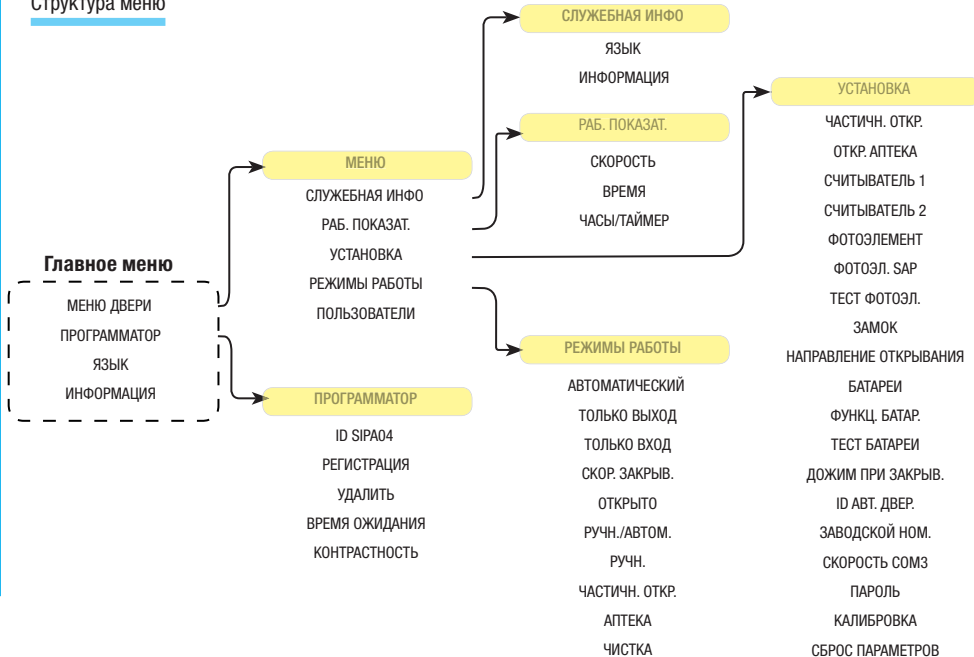 Структура меню
Главное меню
МЕНЮ ДВЕРИ
ПРОГРАММАТОР
ЯЗЫК
ИНФОРМАЦИЯ
МЕНЮ
СЛУЖЕБНАЯ ИНФО
РАБ. ПОКАЗАТ.
УСТАНОВКА
РЕЖИМЫ РАБОТЫ
ПОЛЬЗОВАТЕЛИ
ПРОГРАММАТОР
ID SIPA04
РЕГИСТРАЦИЯ
УДАЛИТЬ
ВРЕМЯ ОЖИДАНИЯ
КОНТРАСТНОСТЬ
СЛУЖЕБНАЯ ИНФО
ЯЗЫК
ИНФОРМАЦИЯ
РАБ. ПОКАЗАТ.
СКОРОСТЬ
ВРЕМЯ
ЧАСЫ/ТАЙМЕР
РЕЖИМЫ РАБОТЫ
АВТОМАТИЧЕСКИЙ
ТОЛЬКО ВЫХОД
ТОЛЬКО ВХОД
СКОР. ЗАКРЫВ.
ОТКРЫТО
РУЧН./АВТОМ.
РУЧН.
ЧАСТИЧН. ОТКР.
АПТЕКА
ЧИСТКА
УСТАНОВКА
ЧАСТИЧН. ОТКР.
ОТКР. АПТЕКА
СЧИТЫВАТЕЛЬ 1
СЧИТЫВАТЕЛЬ 2
ФОТОЭЛЕМЕНТ
ФОТОЭЛ. SAP
ТЕСТ ФОТОЭЛ.
ЗАМОК
НАПРАВЛЕНИЕ ОТКРЫВАНИЯ
БАТАРЕИ
ФУНКЦ. БАТАР.
ТЕСТ БАТАРЕИ
ДОЖИМ ПРИ ЗАКРЫВ.
ID АВТ. ДВЕР.
ЗАВОДСКОЙ НОМ.
СКОРОСТЬ COM3
ПАРОЛЬ
КАЛИБРОВКА
СБРОС ПАРАМЕТРОВ